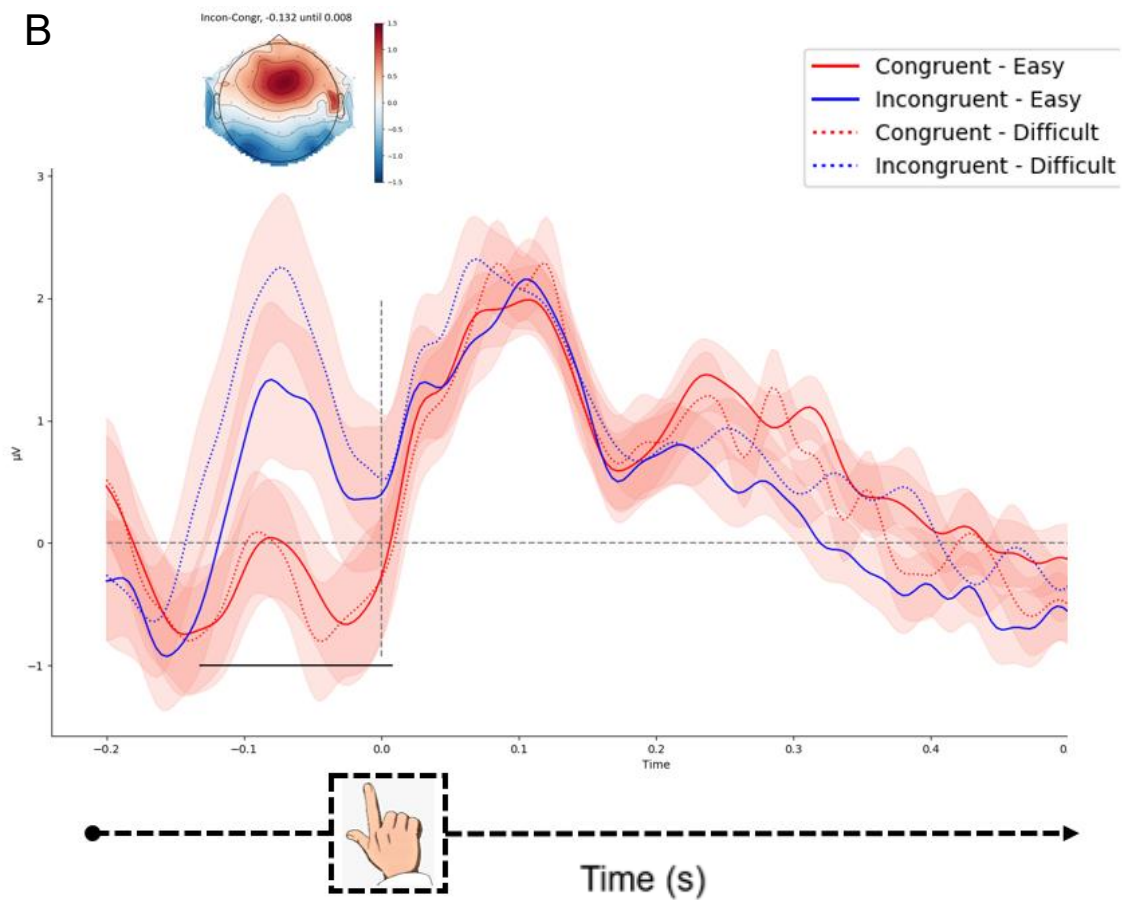 B
Incon-Congr, -0.132 until 0.008
1.5
1.0
0.5
0.0
−0.5
−1.0
−1.5
Congruent - Easy
Incongruent - Easy
Congruent - Difficult
Incongruent - Difficult
3
2
1
0
−1
µV
−0.2 −0.1 0.0 0.1 0.2 0.3 0.4 0.
Time
Time (s)